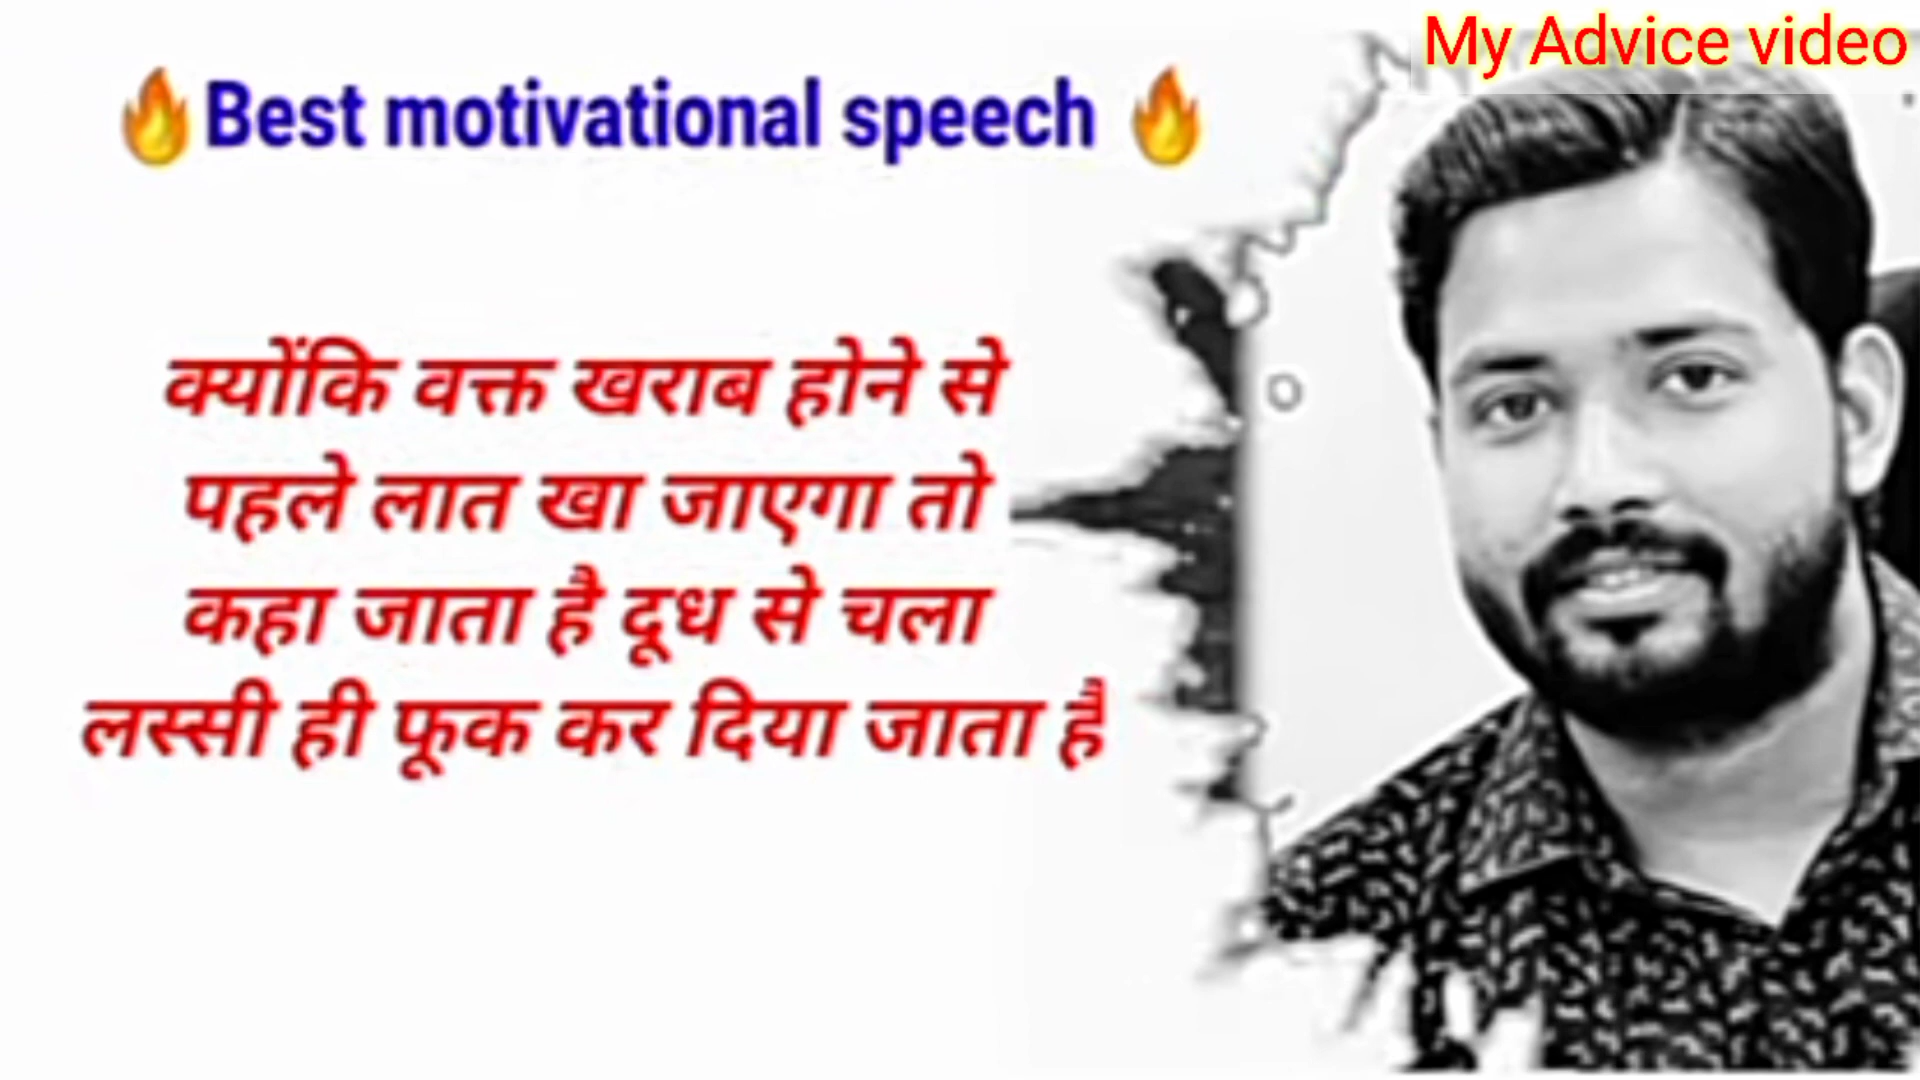 My Advice video
🔥Best motivational speech 🔥
क्योंकि वक्त खराब होने से
पहले लात खा जाएगा तो
कहा जाता है दूध से चला
लस्सी ही फूक कर दिया जाता है